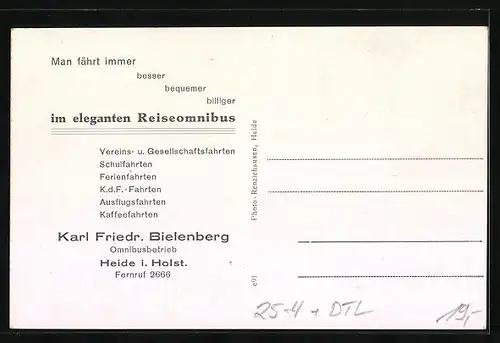 Man fährt immer
besser
bequemer
billiger
im eleganten Reiseomnibus
Vereins- u. Gesellschaftsfahrten
Schulfahrten
Ferienfahrten
K.d.F.-Fahrten
Ausflugsfahrten
Kaffeefahrten
Karl Friedr. Bielenberg
Omnibusbetrieb
Heide i. Holst.
Fernruf 2666
Photo-Renziehausen, Heide
25-4 + DTL
19,-